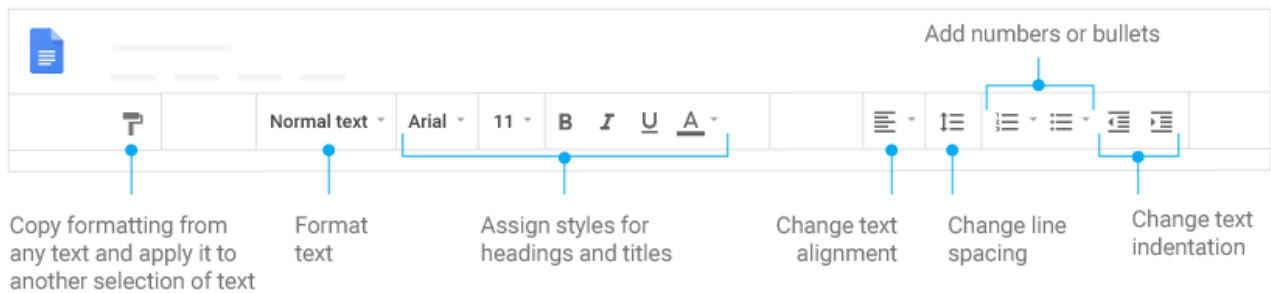 Add numbers or bullets
Normal text Arial 11 B I U A
Copy formatting from
any text and apply it to
another selection of text
Format
text
Assign styles for
headings and titles
Change text
alignment
Change line
spacing
Change text
indentation